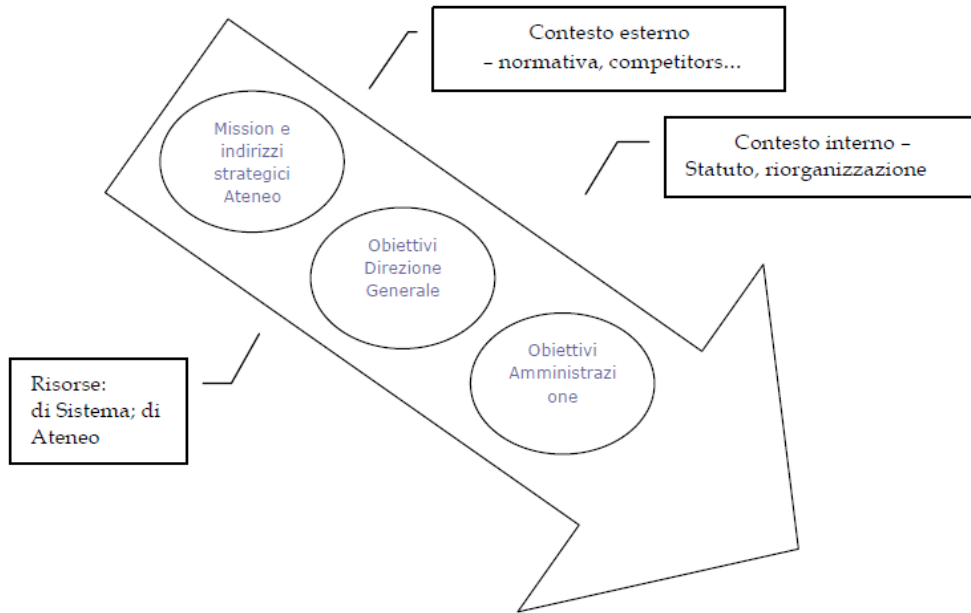 Contesto esterno
– normativa, competitors...
Mission e
indirizzi
strategici
Ateneo
Contesto interno –
Statuto, riorganizzazione
Obiettivi
Direzione
Generale
Obiettivi
Amministrazi
one
Risorse:
di Sistema; di
Ateneo